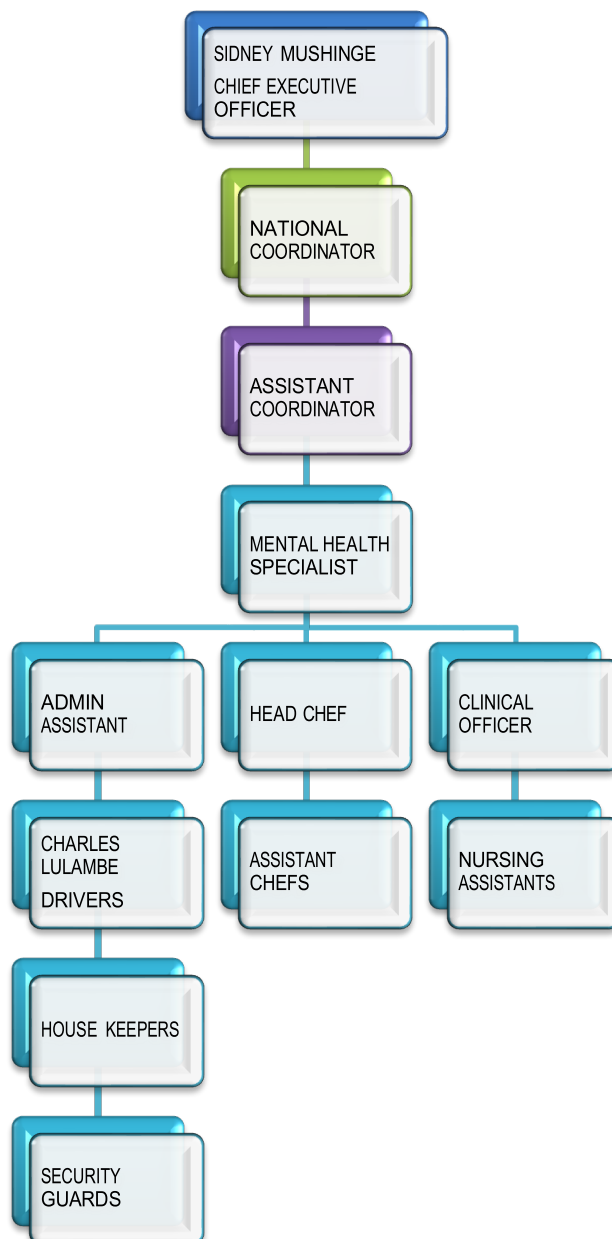 SIDNEY MUSHINGE
CHIEF EXECUTIVE
OFFICER
NATIONAL
COORDINATOR
ASSISTANT
COORDINATOR
MENTAL HEALTH
SPECIALIST
ADMIN
ASSISTANT
HEAD CHEF
CLINICAL
OFFICER
CHARLES
LULAMBE
DRIVERS
ASSISTANT
CHEFS
NURSING
ASSISTANTS
HOUSE KEEPERS
SECURITY
GUARDS